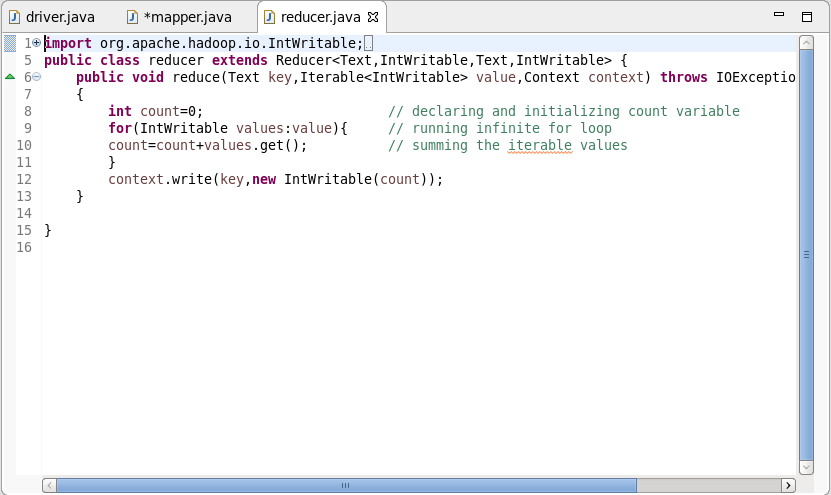 driver.java *mapper.java reducer.java
1 import org.apache.hadoop.io.IntWritable;
5 public class reducer extends Reducer<Text,IntWritable,Text,IntWritable> {
6 public void reduce(Text key,Iterable<IntWritable> value,Context context) throws IOExceptio
7 {
8 int count=0; // declaring and initializing count variable
9 for(IntWritable values:value){ // running infinite for loop
10 count=count+values.get(); // summing the iterable values
11 }
12 context.write(key,new IntWritable(count));
13 }
14
15 }
16